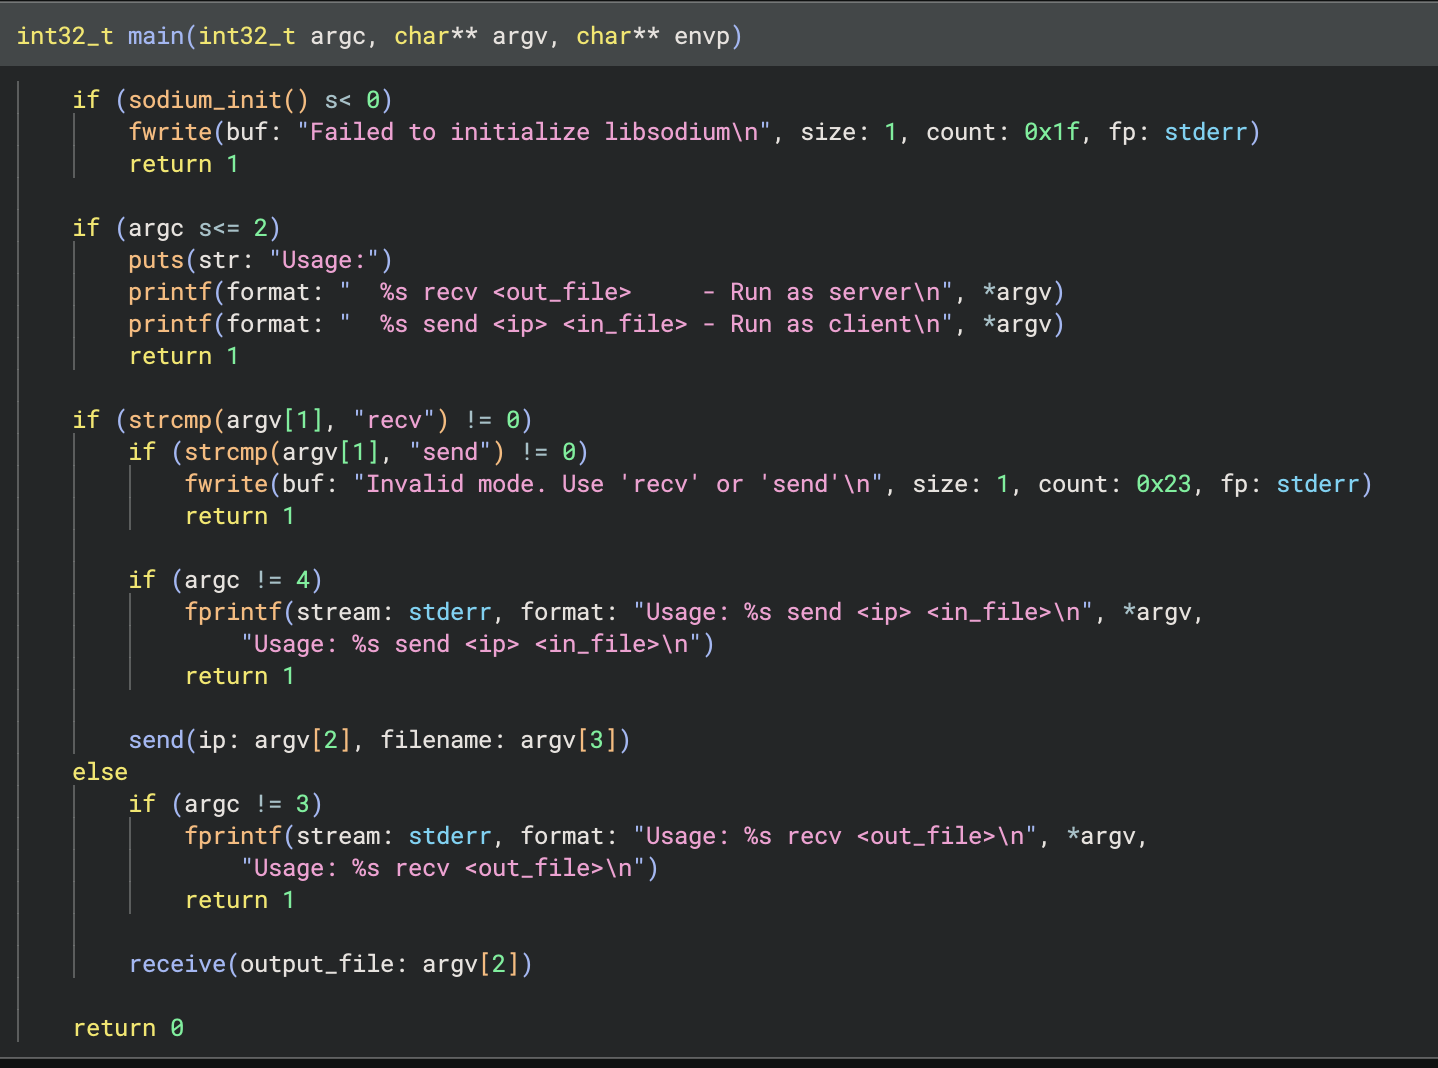 int32_t main(int32_t argc, char** argv, char** envp)
if (sodium_init() s< 0)
fwrite(buf: "Failed to initialize libsodium\n", size: 1, count: 0x1f, fp: stderr)
return 1
if (argc s<= 2)
puts(str: "Usage:")
printf(format: "  %s recv <out_file>     - Run as server\n", *argv)
printf(format: "  %s send <ip> <in_file> - Run as client\n", *argv)
return 1
if (strcmp(argv[1], "recv") != 0)
if (strcmp(argv[1], "send") != 0)
fwrite(buf: "Invalid mode. Use 'recv' or 'send'\n", size: 1, count: 0x23, fp: stderr)
return 1
if (argc != 4)
fprintf(stream: stderr, format: "Usage: %s send <ip> <in_file>\n", *argv,
"Usage: %s send <ip> <in_file>\n")
return 1
send(ip: argv[2], filename: argv[3])
else
if (argc != 3)
fprintf(stream: stderr, format: "Usage: %s recv <out_file>\n", *argv,
"Usage: %s recv <out_file>\n")
return 1
receive(output_file: argv[2])
return 0